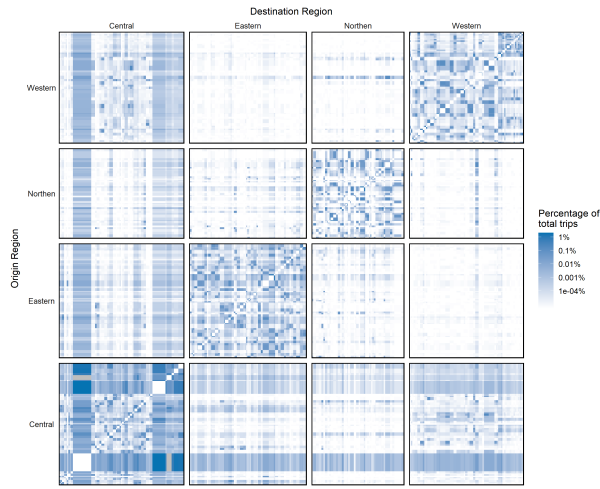 Destination Region
Central
Eastern
Northen
Western
Western
Northen
Eastern
Central
Origin Region
Percentage of
total trips
1%
0.1%
0.01%
0.001%
1e-04%